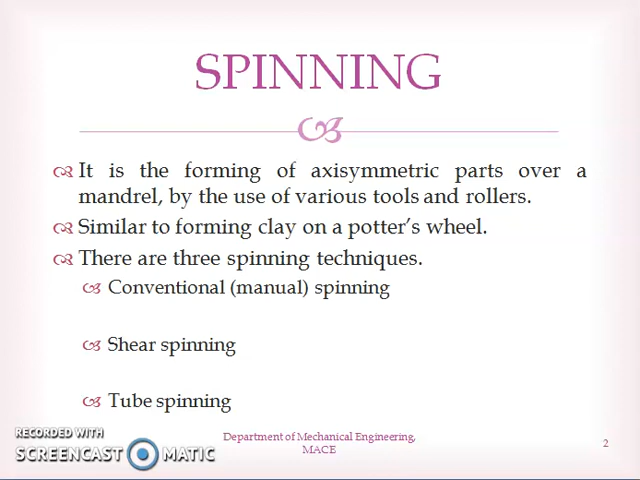 SPINNING
It is the forming of axisymmetric parts over a
mandrel, by the use of various tools and rollers.
Similar to forming clay on a potter's wheel.
There are three spinning techniques.
Conventional (manual) spinning
Shear spinning
Tube spinning
RECORDED WITH
SCREENCAST MATIC
Department of Mechanical Engineering,
MACE
2